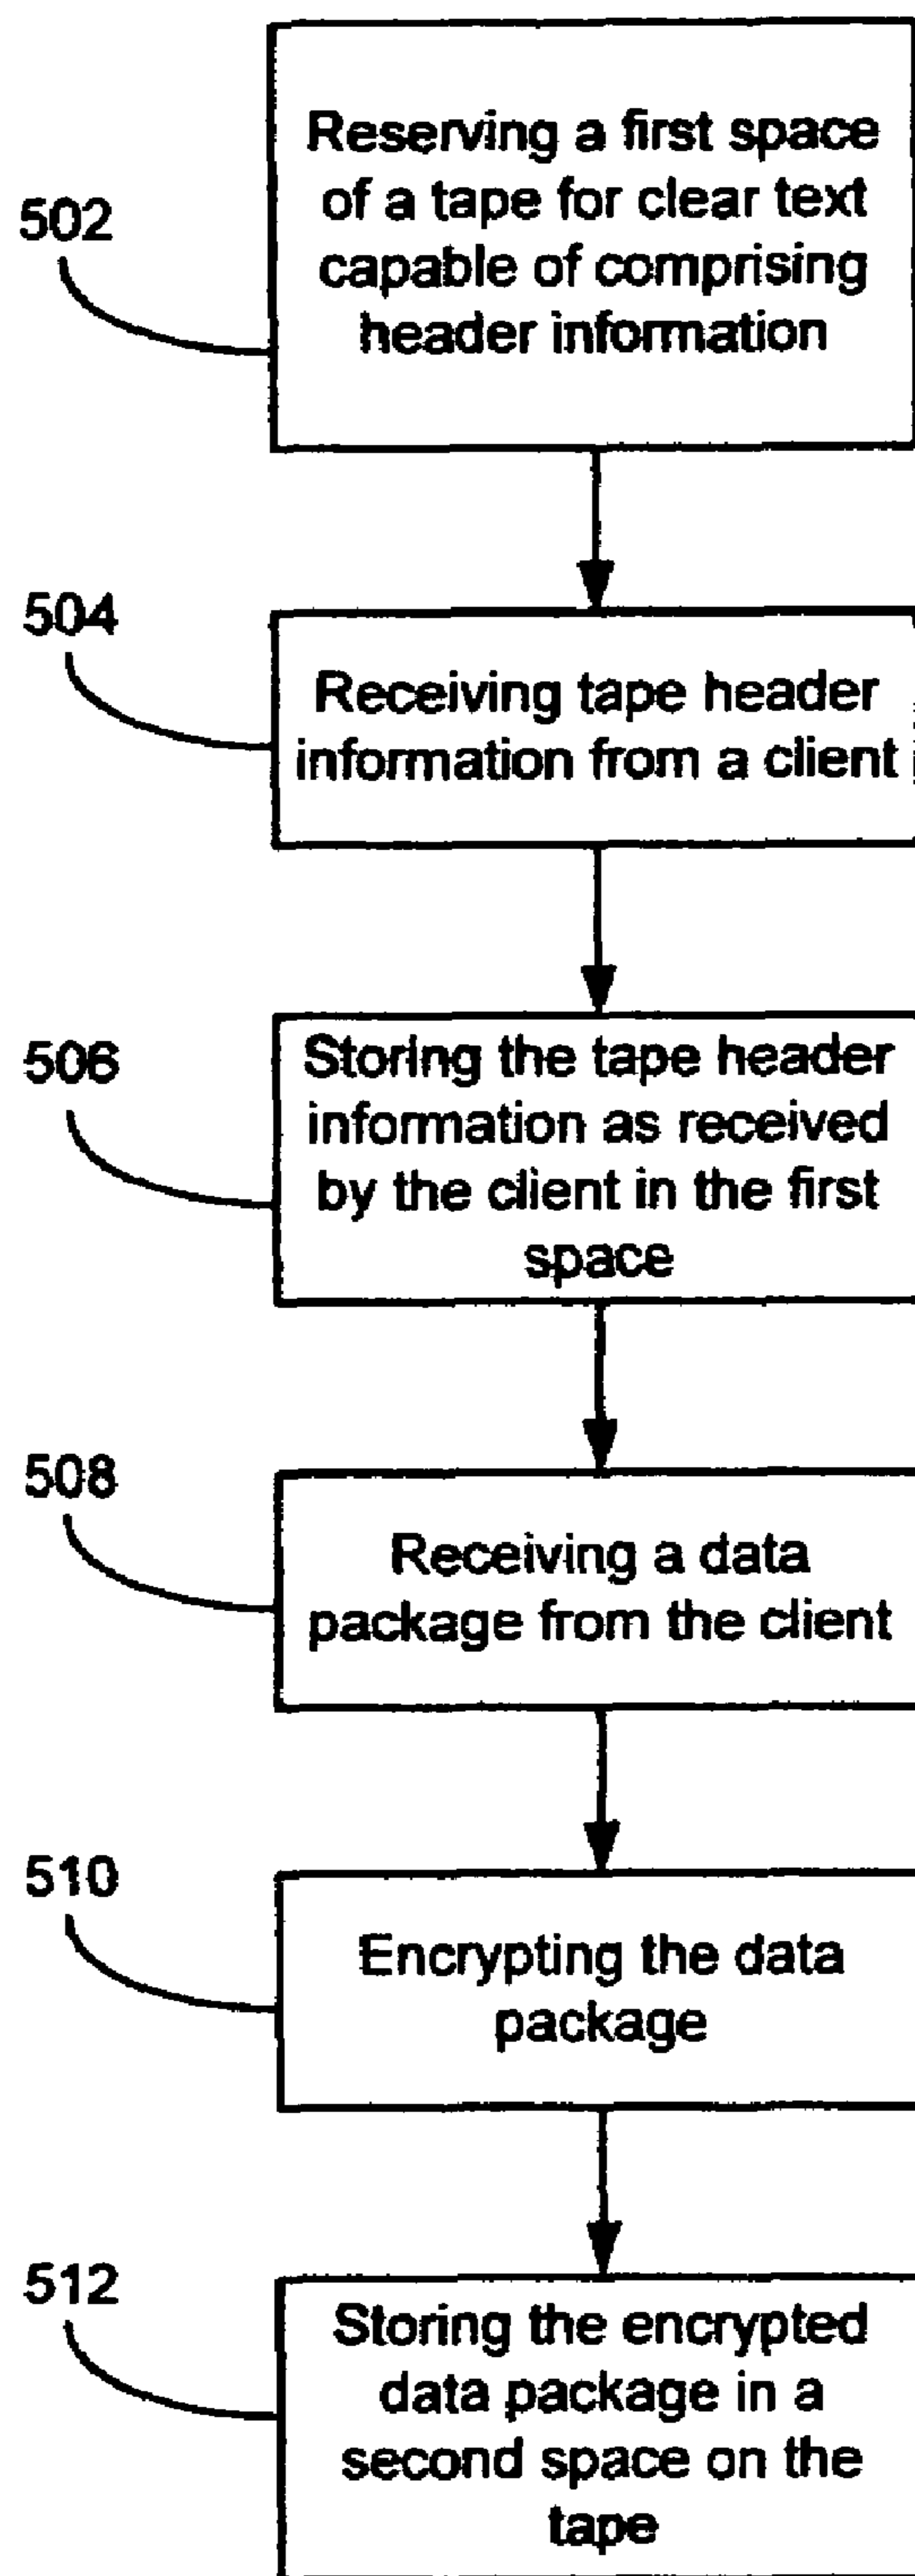 502
Reserving a first space
of a tape for clear text
capable of comprising
header information
504
Receiving tape header
information from a client
506
Storing the tape header
information as received
by the client in the first
space
508
Receiving a data
package from the client
510
Encrypting the data
package
512
Storing the encrypted
data package in a
second space on the
tape